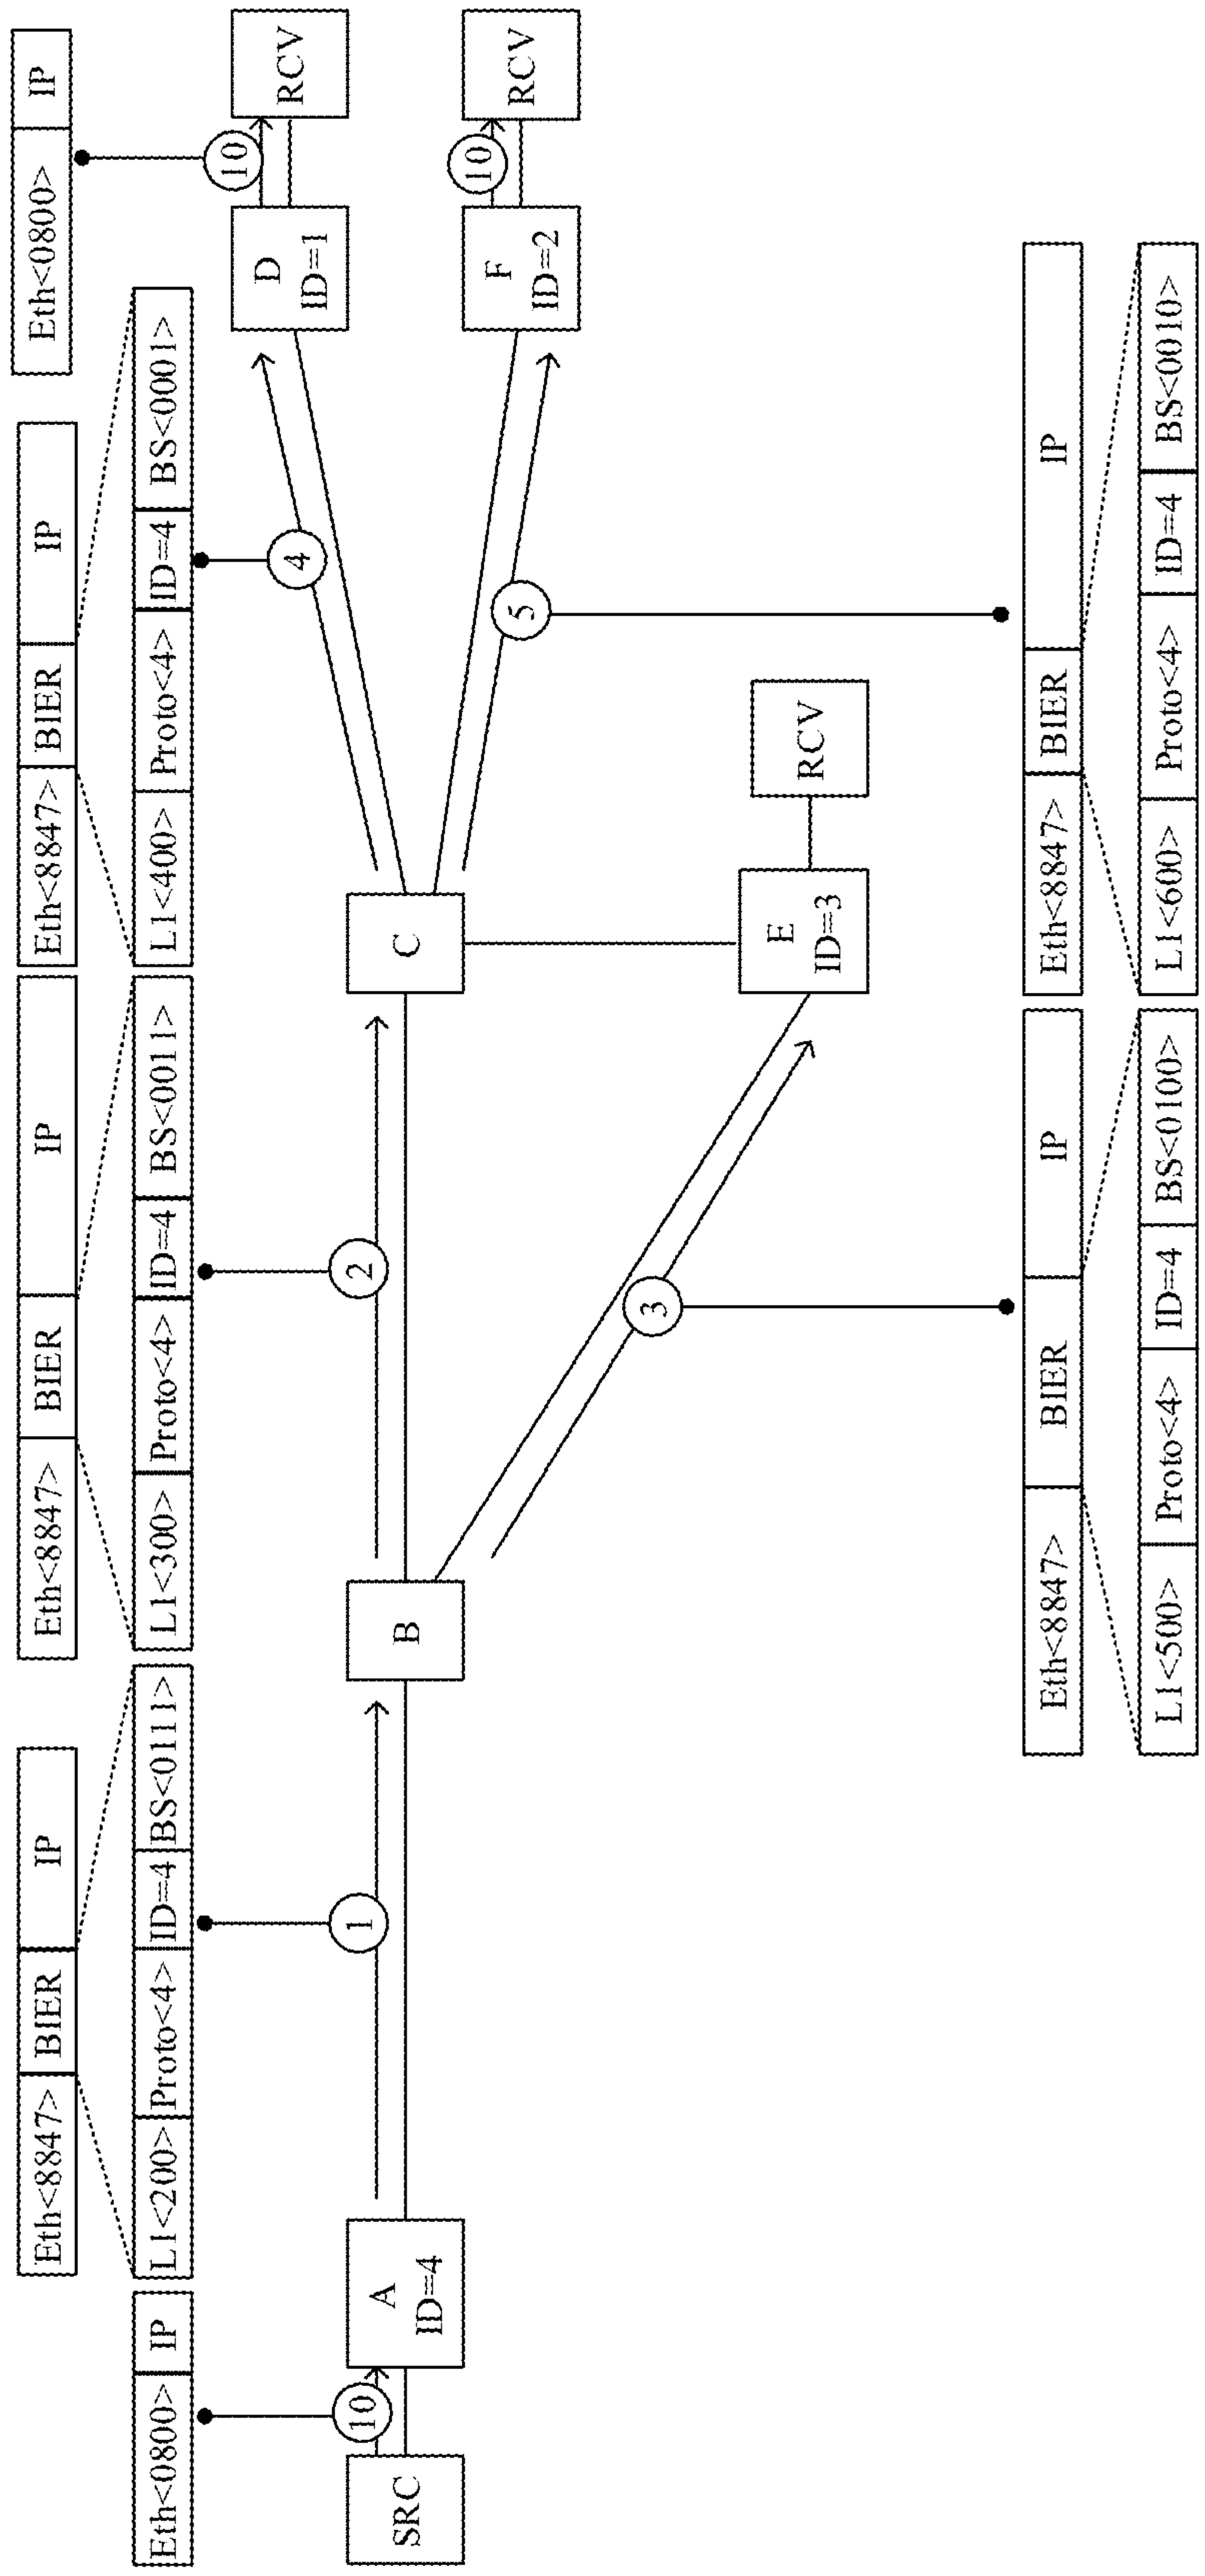 Eth<8847> BIER IP
Eth<8847> BIER IP
Eth<8847> BIER IP
Eth<0800> IP
Eth<0800> IP
L1<200> Proto<4> ID=4 BS<0111>
L1<300> Proto<4> ID=4 BS<0011>
L1<400> Proto<4> ID=4 BS<0001>
10
D
ID=1
RCV
4
10
1
2
SRC
A
ID=4
B
C
5
10
F
ID=2
RCV
3
E
ID=3
RCV
Eth<8847> BIER IP
Eth<8847> BIER IP
L1<500> Proto<4> ID=4 BS<0100>
L1<600> Proto<4> ID=4 BS<0010>